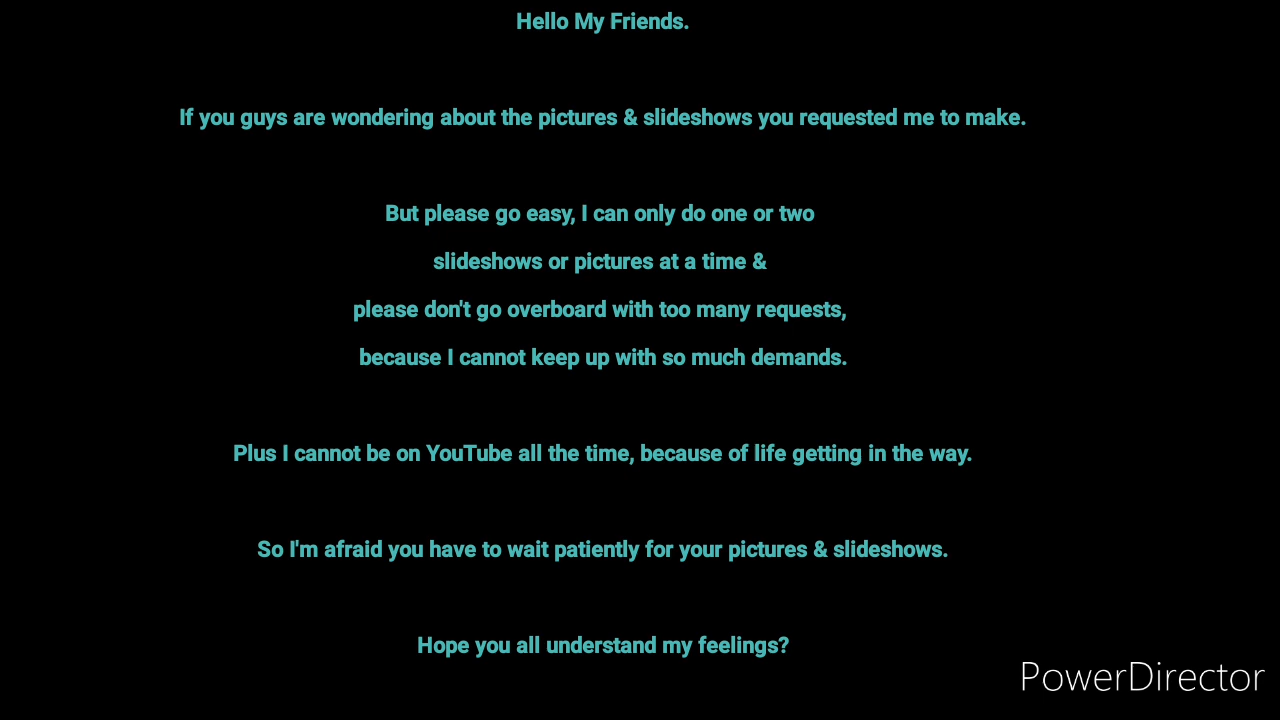 Hello My Friends.
If you guys are wondering about the pictures & slideshows you requested me to make.
But please go easy, I can only do one or two
slideshows or pictures at a time &
please don't go overboard with too many requests,
because I cannot keep up with so much demands.
Plus I cannot be on YouTube all the time, because of life getting in the way.
So I'm afraid you have to wait patiently for your pictures & slideshows.
Hope you all understand my feelings?
PowerDirector